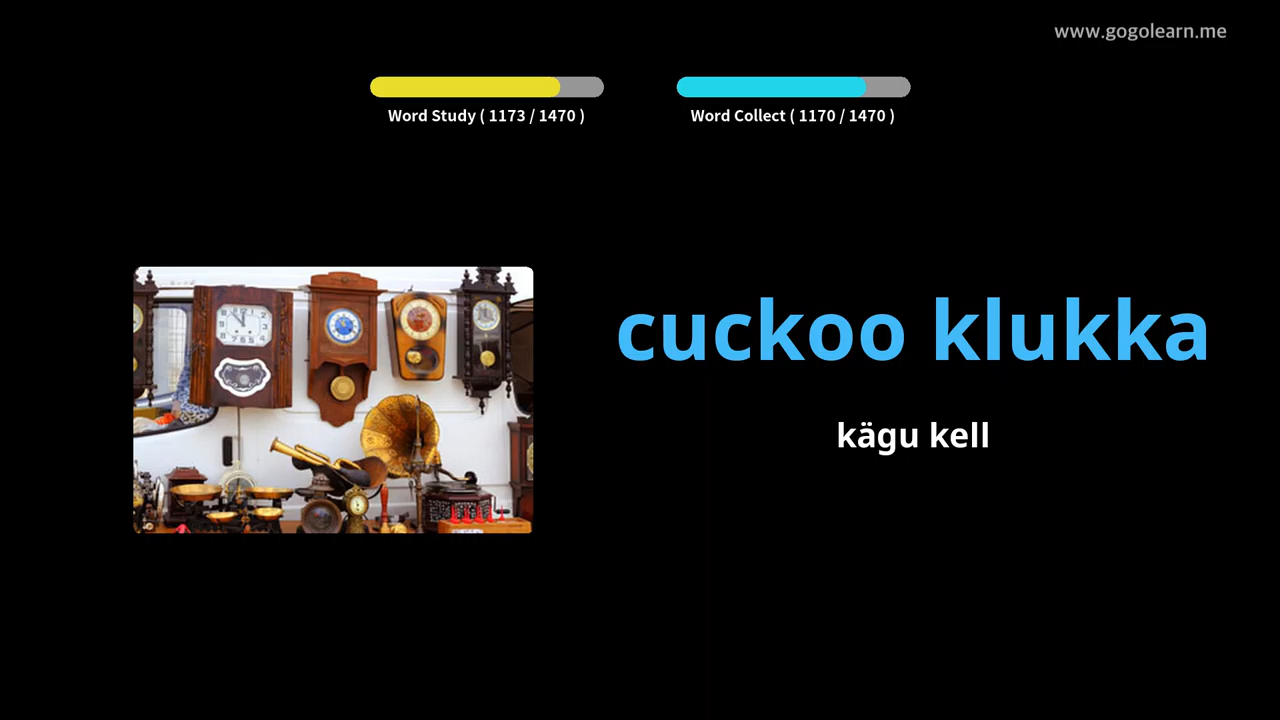 www.gogolearn.me
Word Study ( 1173 / 1470 )
Word Collect ( 1170 / 1470 )
cuckoo klukka
kägu kell